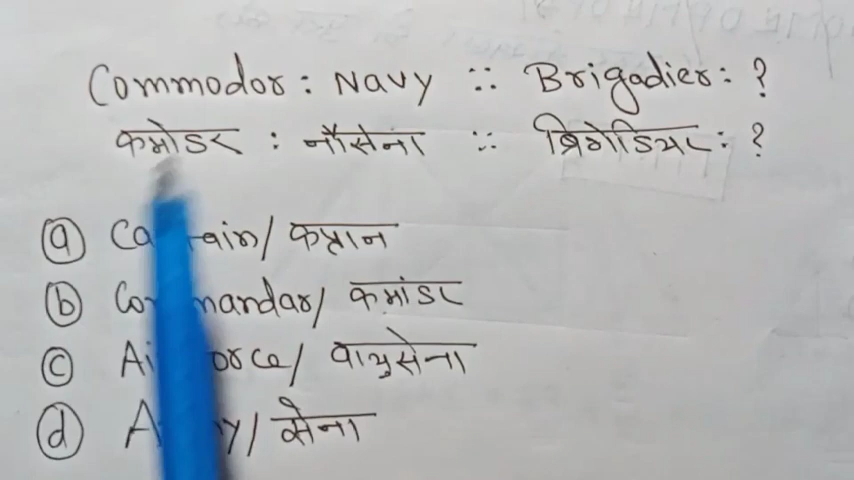 Commodor : Navy :: Brigadier : ?
कमोडर : नौसेना :: ब्रिगेडियर : ?
(a) / कप्तान
(b) / कमांडर
(c) / वायुसेना
(d) / सेना